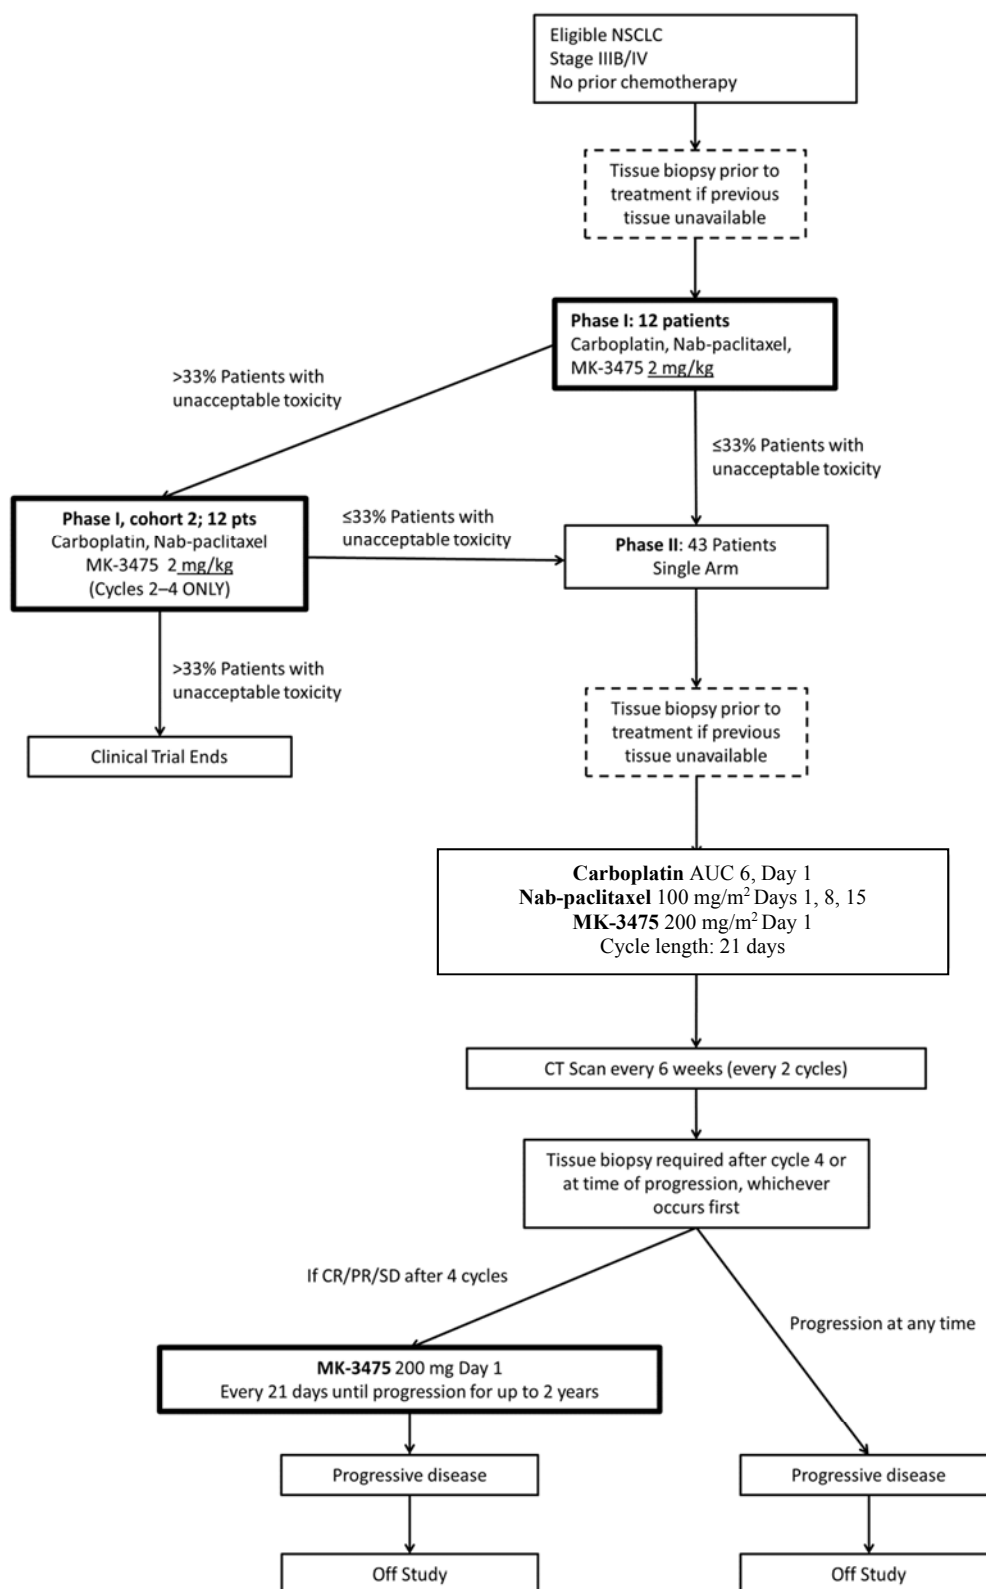 Eligible NSCLC
Stage IIIB/IV
No prior chemotherapy
Tissue biopsy prior to
treatment if previous
tissue unavailable
Phase I: 12 patients
Carboplatin, Nab-paclitaxel,
MK-3475 2 mg/kg
>33% Patients with
unacceptable toxicity
≤33% Patients with
unacceptable toxicity
Phase I, cohort 2; 12 pts
Carboplatin, Nab-paclitaxel
MK-3475 2 mg/kg
(Cycles 2–4 ONLY)
≤33% Patients with
unacceptable toxicity
Phase II: 43 Patients
Single Arm
>33% Patients with
unacceptable toxicity
Clinical Trial Ends
Tissue biopsy prior to
treatment if previous
tissue unavailable
Carboplatin AUC 6, Day 1
Nab-paclitaxel 100 mg/m² Days 1, 8, 15
MK-3475 200 mg/m² Day 1
Cycle length: 21 days
CT Scan every 6 weeks (every 2 cycles)
Tissue biopsy required after cycle 4 or
at time of progression, whichever
occurs first
If CR/PR/SD after 4 cycles
Progression at any time
MK-3475 200 mg Day 1
Every 21 days until progression for up to 2 years
Progressive disease
Progressive disease
Off Study
Off Study